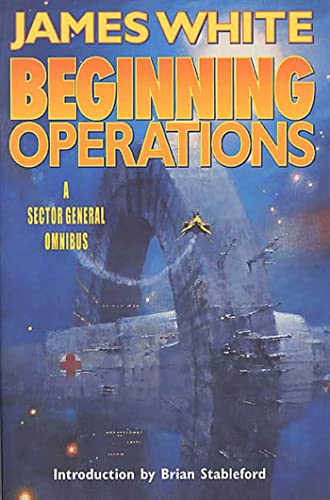 JAMES WHITE
BEGINNING
OPERATIONS
A
SECTOR GENERAL
OMNIBUS
Introduction by Brian Stableford